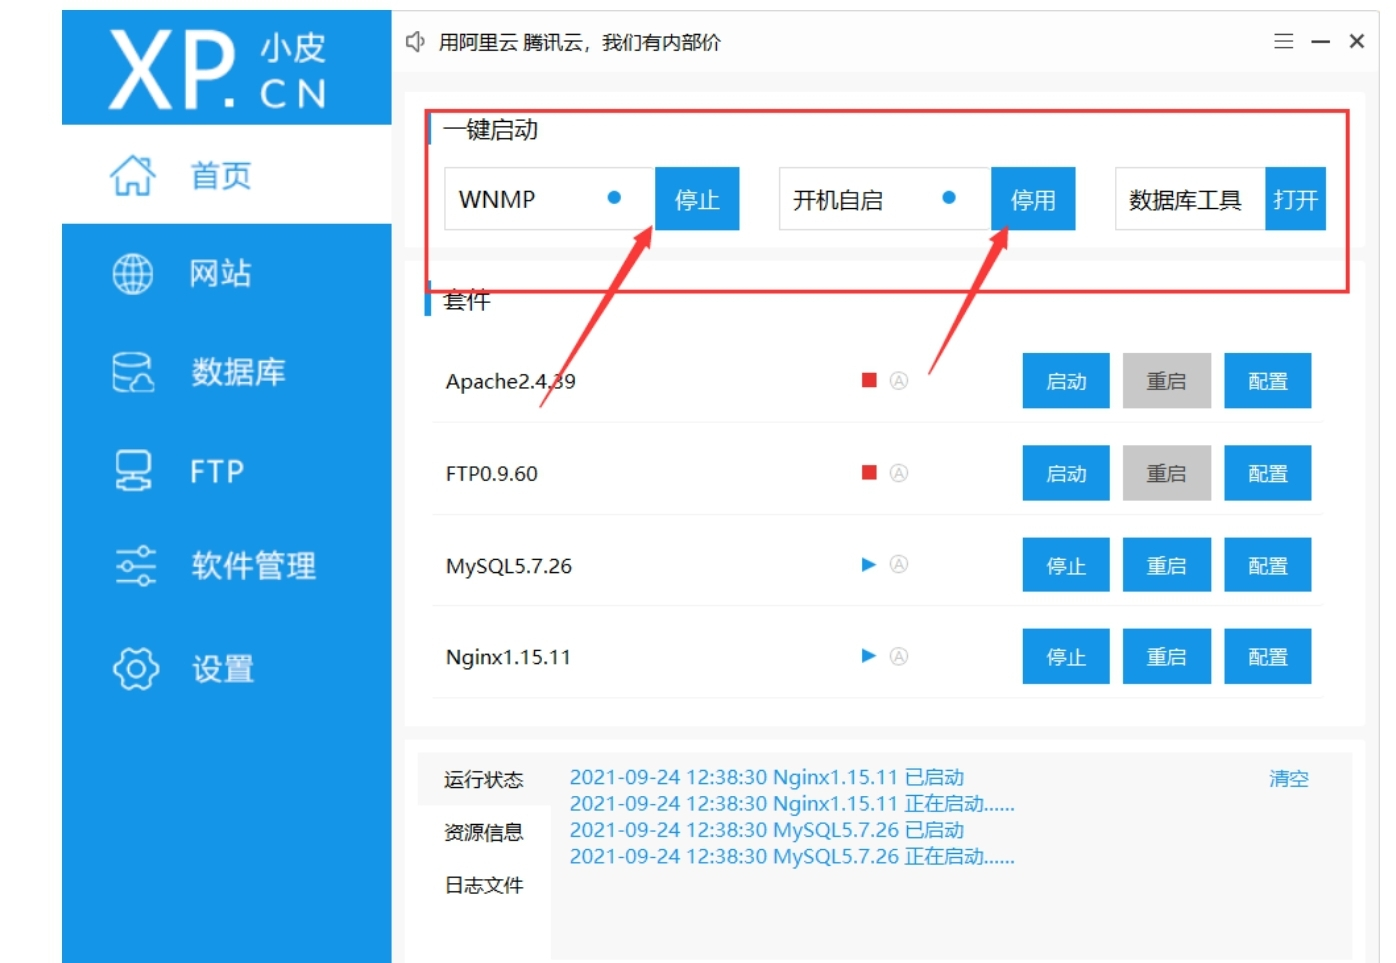 XP.小皮
CN
用阿里云 腾讯云，我们有内部价
首页
网站
数据库
FTP
软件管理
设置
一键启动
WNMP 停止 开机自启 停用 数据库工具 打开
套件
Apache2.4.39 A 启动 重启 配置
FTP0.9.60 A 启动 重启 配置
MySQL5.7.26 A 停止 重启 配置
Nginx1.15.11 A 停止 重启 配置
运行状态
资源信息
日志文件
2021-09-24 12:38:30 Nginx1.15.11 已启动
2021-09-24 12:38:30 Nginx1.15.11 正在启动......
2021-09-24 12:38:30 MySQL5.7.26 已启动
2021-09-24 12:38:30 MySQL5.7.26 正在启动......
清空